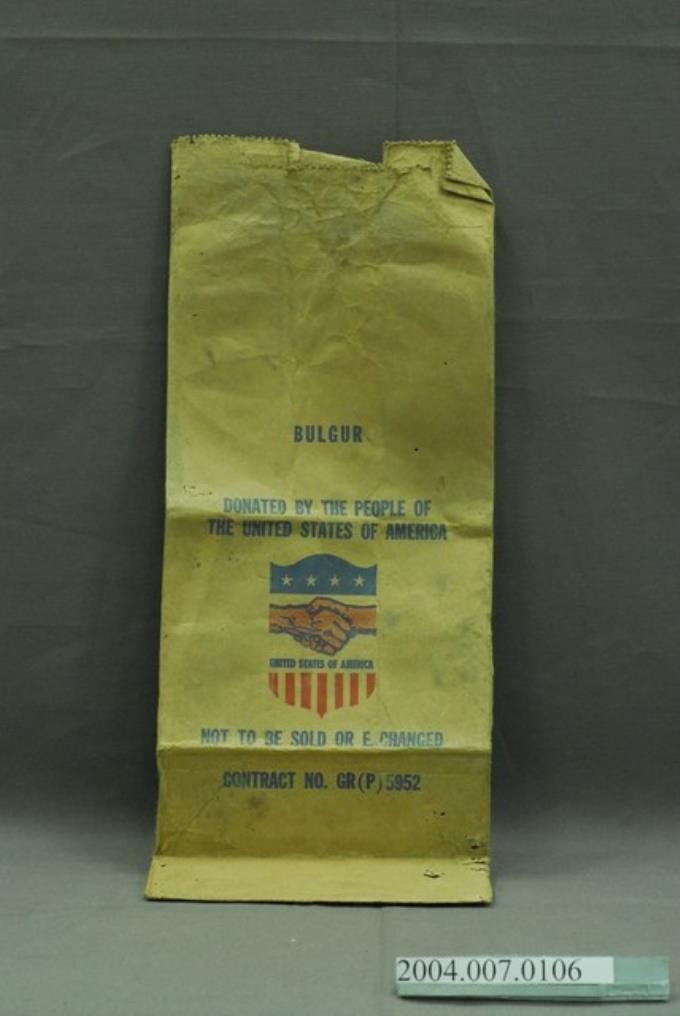 BULGUR
DONATED BY THE PEOPLE OF
THE UNITED STATES OF AMERICA
UNITED STATES OF AMERICA
NOT TO BE SOLD OR E CHANGED
CONTRACT NO. GR(P)5952
2004.007.0106